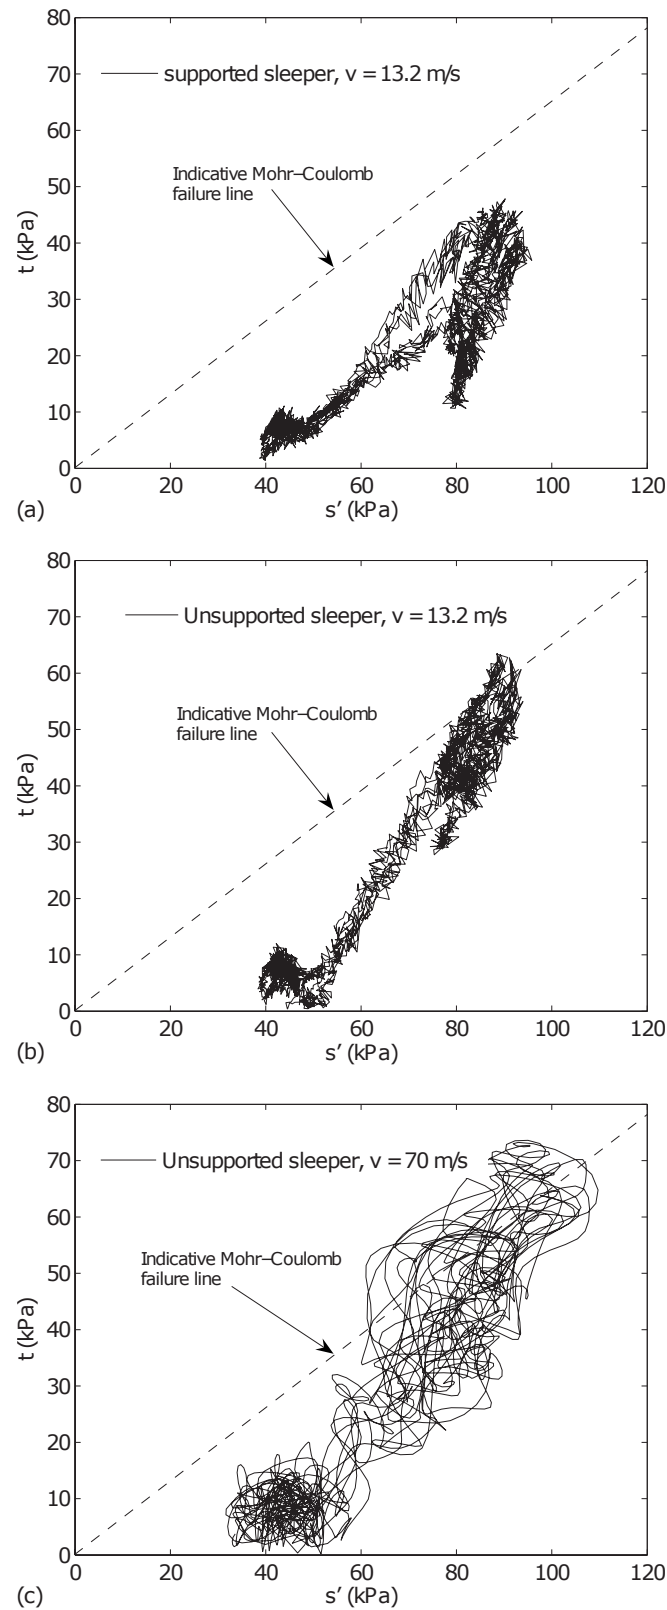 80
70
supported sleeper, v = 13.2 m/s
60
Indicative Mohr–Coulomb
failure line
50
t (kPa)
40
30
20
10
0
0 20 40 60 80 100 120
(a)
s′ (kPa)
80
70
Unsupported sleeper, v = 13.2 m/s
60
Indicative Mohr–Coulomb
failure line
50
t (kPa)
40
30
20
10
0
0 20 40 60 80 100 120
(b)
s′ (kPa)
80
70
Unsupported sleeper, v = 70 m/s
60
Indicative Mohr–Coulomb
failure line
50
t (kPa)
40
30
20
10
0
0 20 40 60 80 100 120
(c)
s′ (kPa)